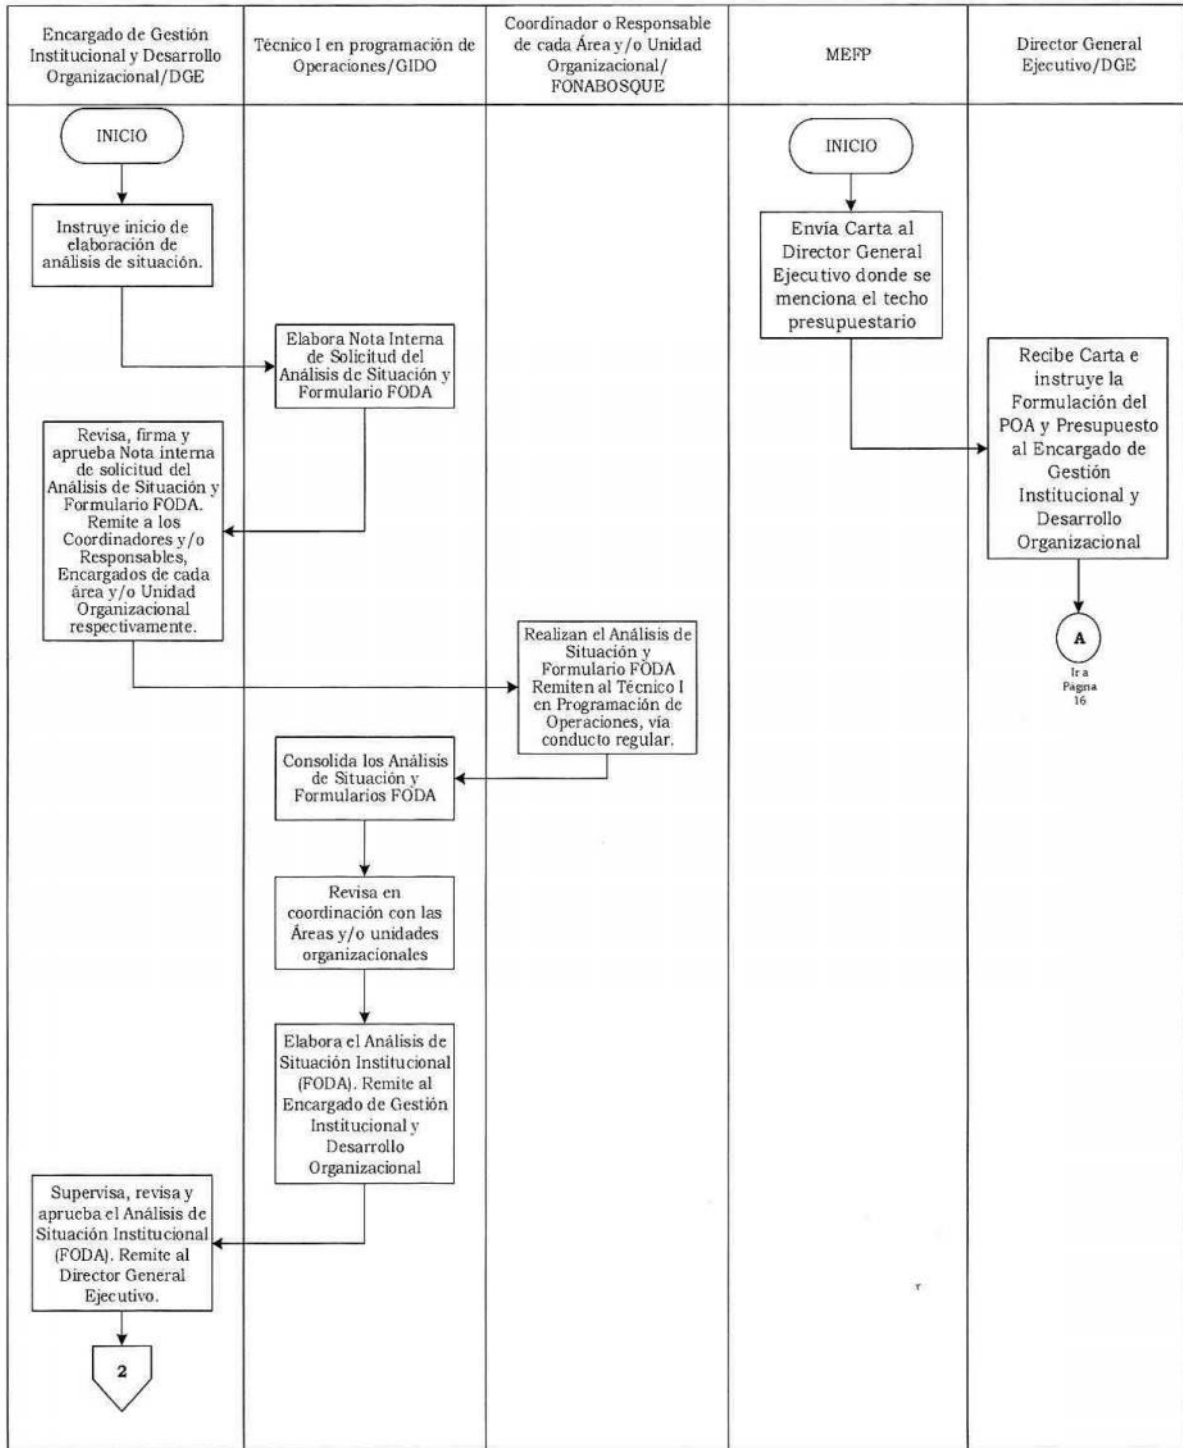 Encargado de Gestión
Institucional y Desarrollo
Organizacional/DGE
Técnico I en programación de
Operaciones/GIDO
Coordinador o Responsable
de cada Área y/o Unidad
Organizacional/
FONABOSQUE
MEFP
Director General
Ejecutivo/DGE
INICIO
Instruye inicio de
elaboración de
análisis de situación.
Elabora Nota Interna
de Solicitud del
Análisis de Situación y
Formulario FODA
Revisa, firma y
aprueba Nota interna
de solicitud del
Análisis de Situación y
Formulario FODA.
Remite a los
Coordinadores y/o
Responsables,
Encargados de cada
área y/o Unidad
Organizacional
respectivamente.
Realizan el Análisis de
Situación y
Formulario FODA
Remiten al Técnico I
en Programación de
Operaciones, vía
conducto regular.
Consolida los Análisis
de Situación y
Formularios FODA
Revisa en
coordinación con las
Áreas y/o unidades
organizacionales
Elabora el Análisis de
Situación Institucional
(FODA). Remite al
Encargado de Gestión
Institucional y
Desarrollo
Organizacional
Supervisa, revisa y
aprueba el Análisis de
Situación Institucional
(FODA). Remite al
Director General
Ejecutivo.
2
INICIO
Envía Carta al
Director General
Ejecutivo donde se
menciona el techo
presupuestario
Recibe Carta e
instruye la
Formulación del
POA y Presupuesto
al Encargado de
Gestión
Institucional y
Desarrollo
Organizacional
A
Ir a
Página
16